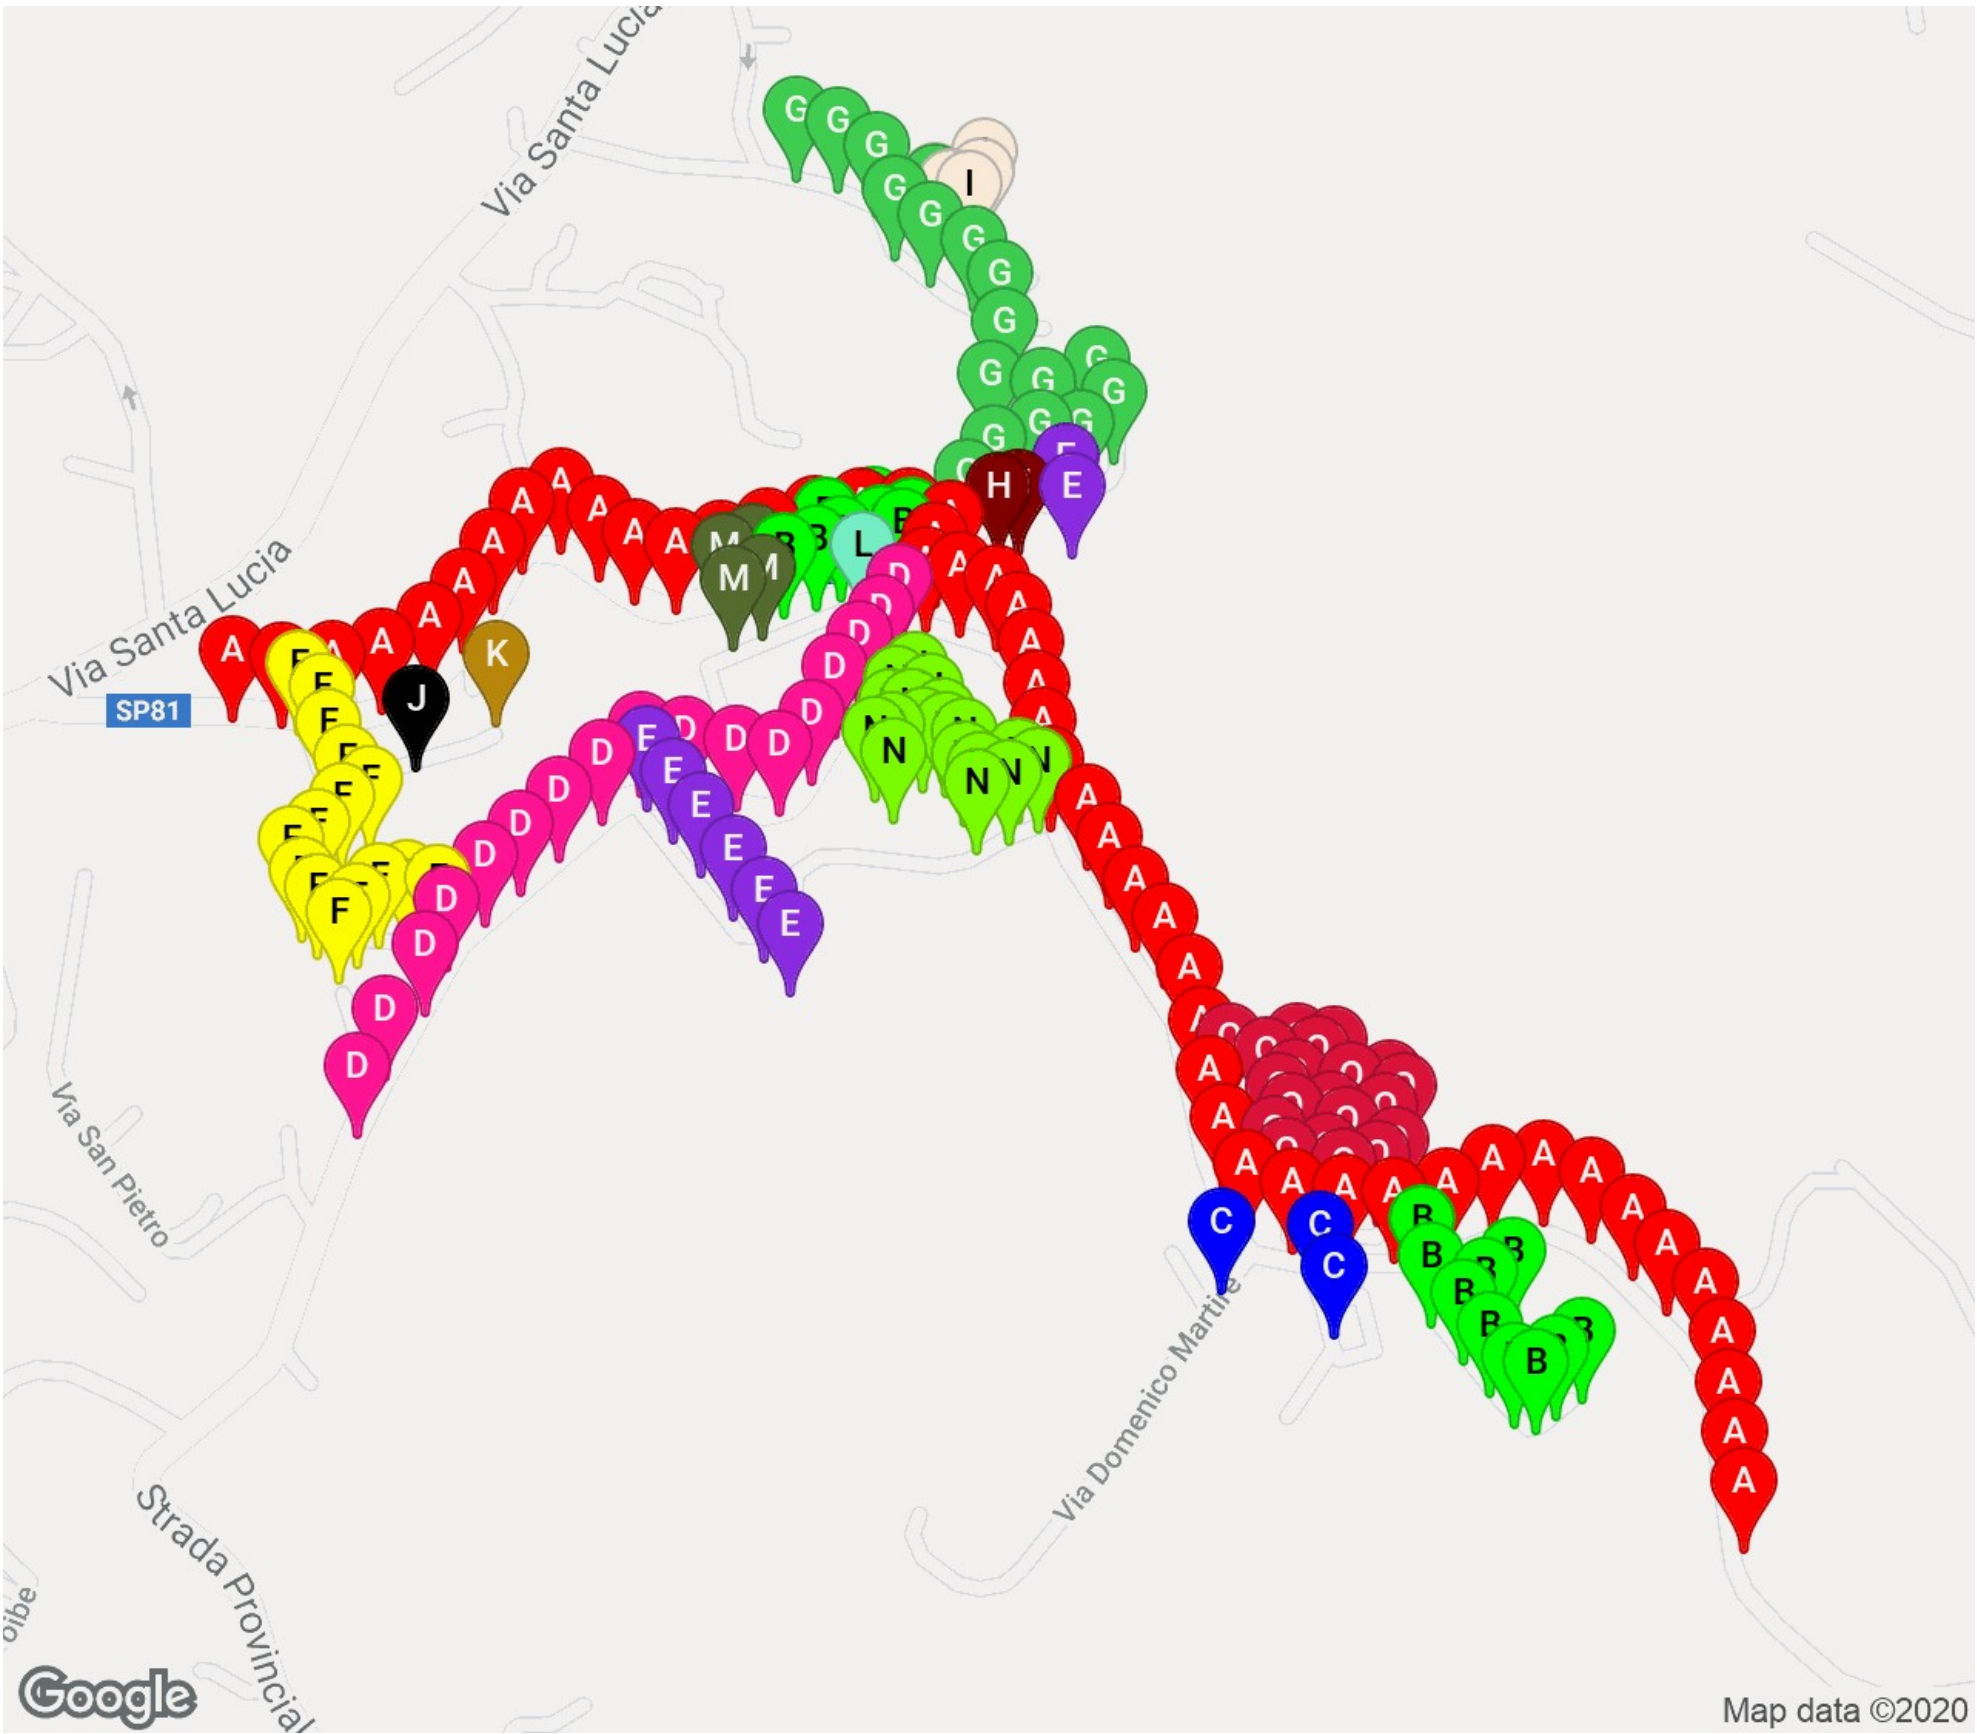 Via Santa Lucia
G G G
I
G G G G
G G G G G
G G G G
H E E
A A A A A A
M M M B B B L A A A
A A A A A A
D D D D D
Via Santa Lucia
SP81
F F F F F F F F
J
K
D D D D D D D D D D D
E E E E E E
N N N N N
A A A A A A A A A A
F F F F
O O O O O O
Via San Pietro
A A A A A A A A A A A A A A A A
C C C
B B B B B B B B
Via Domenico Martire
Strada Provincial
oibe
Google
Map data ©2020